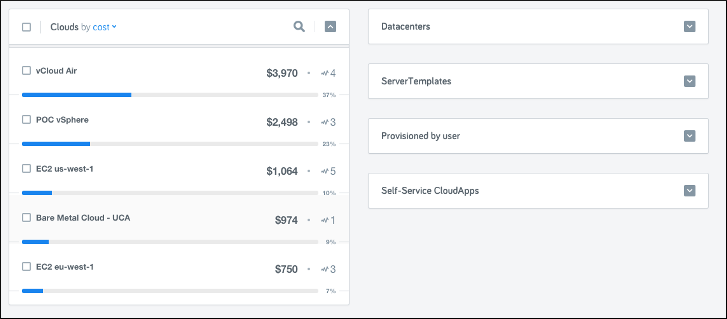 Clouds by cost
vCloud Air $3,970 • 4
37%
POC vSphere $2,498 • 3
23%
EC2 us-west-1 $1,064 • 5
10%
Bare Metal Cloud - UCA $974 • 1
9%
EC2 eu-west-1 $750 • 3
7%
Datacenters
ServerTemplates
Provisioned by user
Self-Service CloudApps